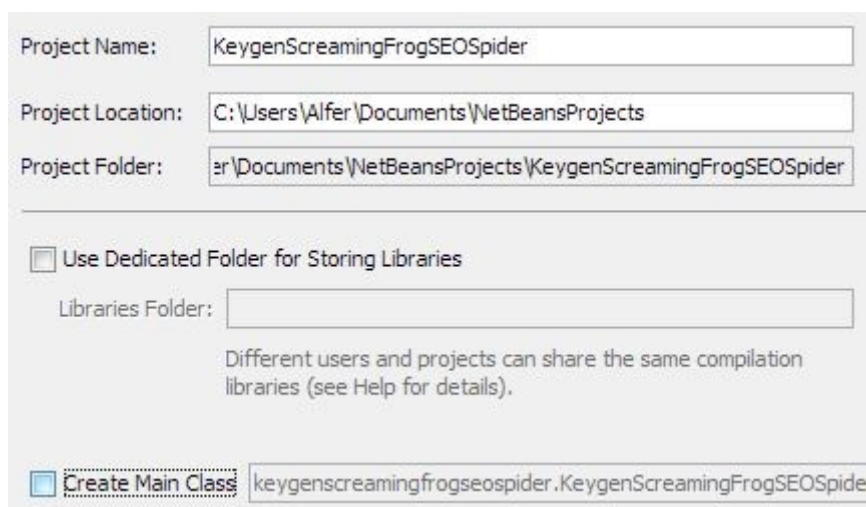 Project Name: KeygenScreamingFrogSEOSpider
Project Location: C:\Users\Alfer\Documents\NetBeansProjects
Project Folder: er\Documents\NetBeansProjects\KeygenScreamingFrogSEOSpider
Use Dedicated Folder for Storing Libraries
Libraries Folder:
Different users and projects can share the same compilation
libraries (see Help for details).
Create Main Class keygenscreamingfrogseospider.KeygenScreamingFrogSEOSpide